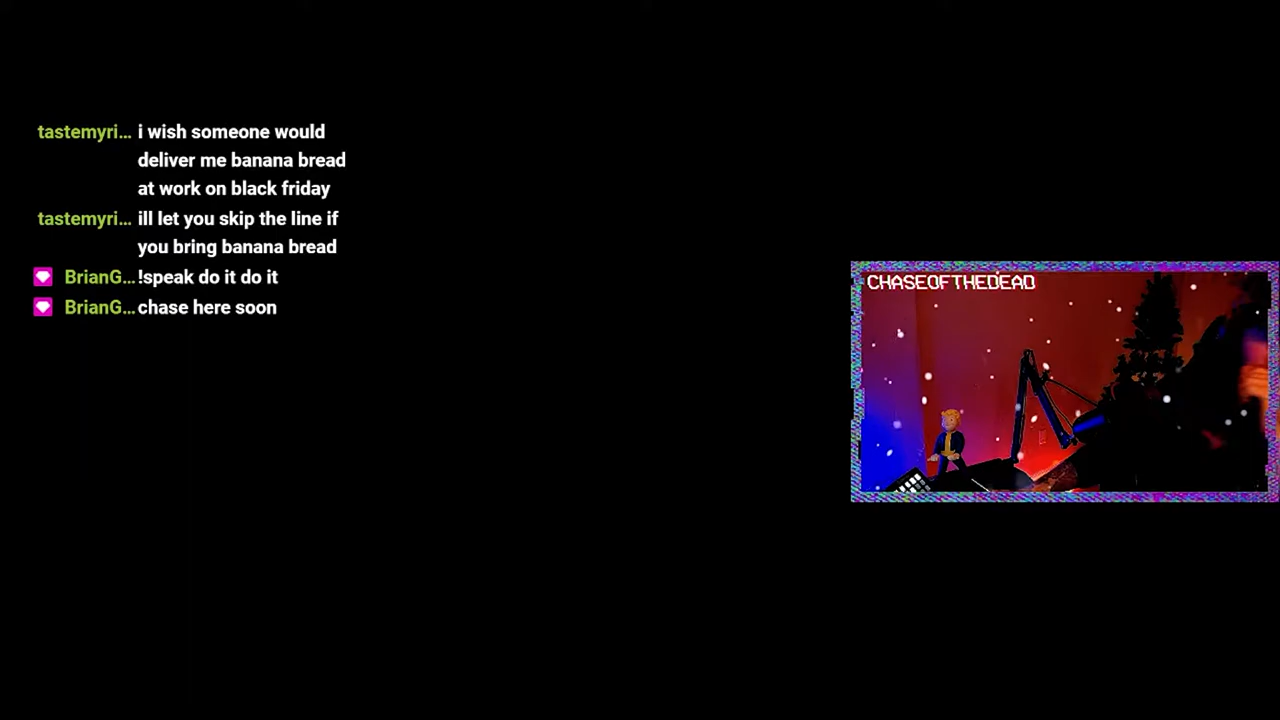 tastemyri... i wish someone would
deliver me banana bread
at work on black friday
tastemyri... ill let you skip the line if
you bring banana bread
BrianG... !speak do it do it
BrianG... chase here soon
CHASEOFTHEDEAD